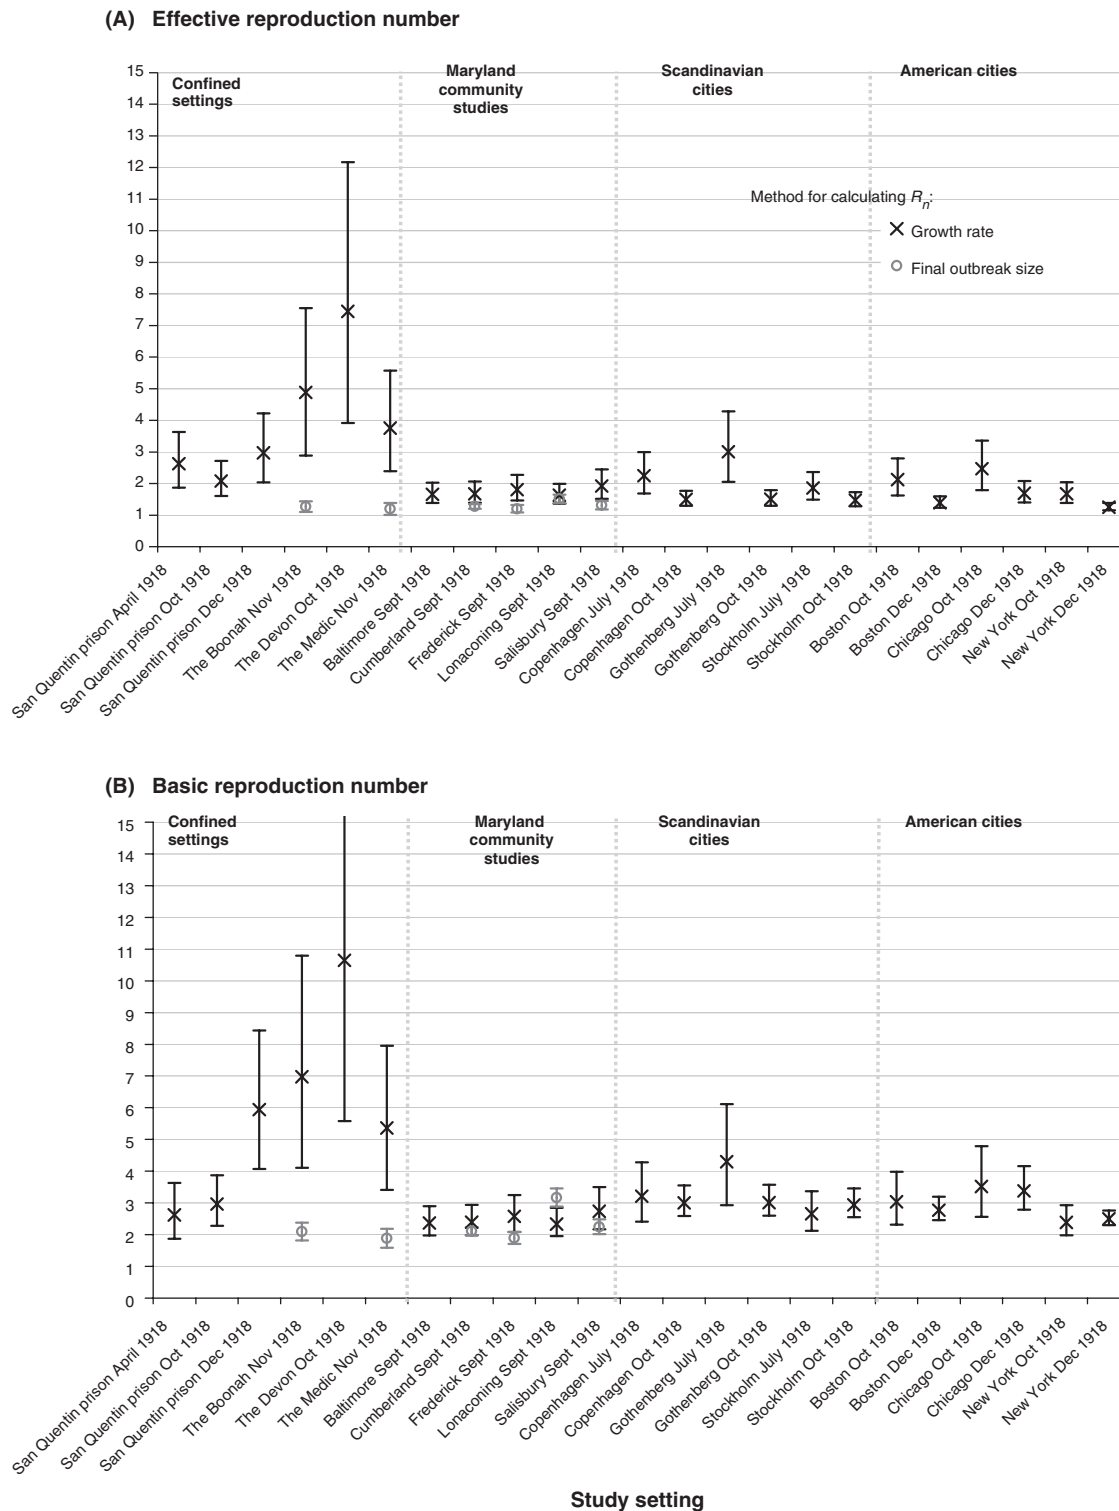 (A) Effective reproduction number
15
14
13
12
11
10
9
8
7
6
5
4
3
2
1
0
Confined
settings
Maryland
community
studies
Scandinavian
cities
American cities
Method for calculating Rn:
Growth rate
Final outbreak size
San Quentin prison April 1918
San Quentin prison Oct 1918
San Quentin prison Dec 1918
The Boonah Nov 1918
The Devon Oct 1918
The Medic Nov 1918
Baltimore Sept 1918
Cumberland Sept 1918
Frederick Sept 1918
Lonaconing Sept 1918
Salisbury Sept 1918
Copenhagen July 1918
Copenhagen Oct 1918
Gothenberg July 1918
Gothenberg Oct 1918
Stockholm July 1918
Stockholm Oct 1918
Boston Oct 1918
Boston Dec 1918
Chicago Oct 1918
Chicago Dec 1918
New York Oct 1918
New York Dec 1918
(B) Basic reproduction number
15
14
13
12
11
10
9
8
7
6
5
4
3
2
1
0
Confined
settings
Maryland
community
studies
Scandinavian
cities
American cities
San Quentin prison April 1918
San Quentin prison Oct 1918
San Quentin prison Dec 1918
The Boonah Nov 1918
The Devon Oct 1918
The Medic Nov 1918
Baltimore Sept 1918
Cumberland Sept 1918
Frederick Sept 1918
Lonaconing Sept 1918
Salisbury Sept 1918
Copenhagen July 1918
Copenhagen Oct 1918
Gothenberg July 1918
Gothenberg Oct 1918
Stockholm July 1918
Stockholm Oct 1918
Boston Oct 1918
Boston Dec 1918
Chicago Oct 1918
Chicago Dec 1918
New York Oct 1918
New York Dec 1918
Study setting